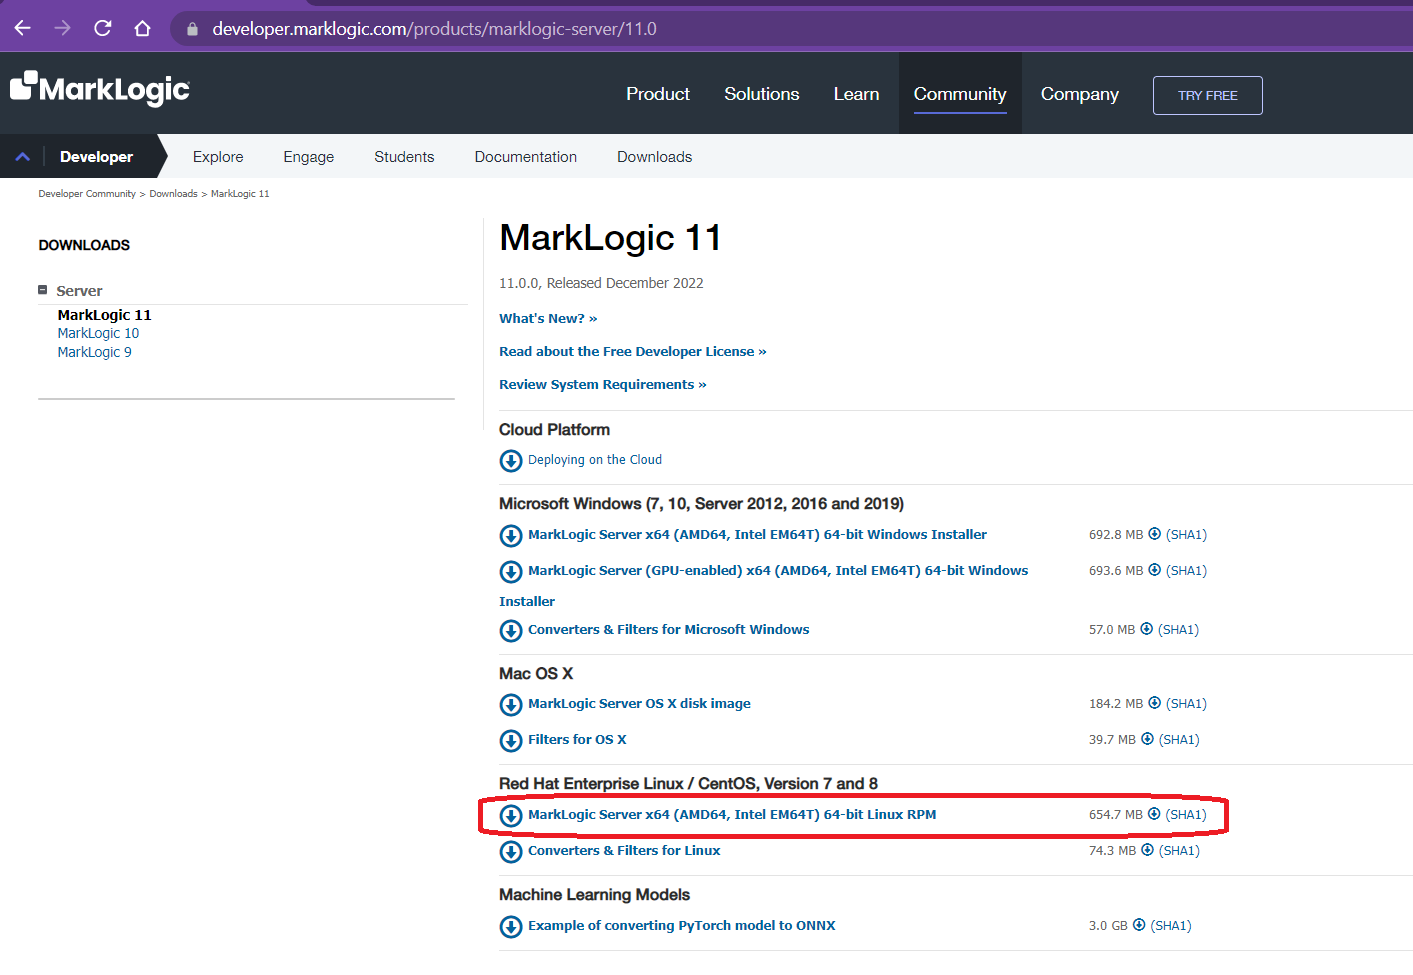 developer.marklogic.com/products/marklogic-server/11.0
MarkLogic
Product Solutions Learn Community Company TRY FREE
Developer Explore Engage Students Documentation Downloads
Developer Community > Downloads > MarkLogic 11
DOWNLOADS
Server
MarkLogic 11
MarkLogic 10
MarkLogic 9
MarkLogic 11
11.0.0, Released December 2022
What's New? »
Read about the Free Developer License »
Review System Requirements »
Cloud Platform
Deploying on the Cloud
Microsoft Windows (7, 10, Server 2012, 2016 and 2019)
MarkLogic Server x64 (AMD64, Intel EM64T) 64-bit Windows Installer 692.8 MB (SHA1)
MarkLogic Server (GPU-enabled) x64 (AMD64, Intel EM64T) 64-bit Windows 693.6 MB (SHA1)
Installer
Converters & Filters for Microsoft Windows 57.0 MB (SHA1)
Mac OS X
MarkLogic Server OS X disk image 184.2 MB (SHA1)
Filters for OS X 39.7 MB (SHA1)
Red Hat Enterprise Linux / CentOS, Version 7 and 8
MarkLogic Server x64 (AMD64, Intel EM64T) 64-bit Linux RPM 654.7 MB (SHA1)
Converters & Filters for Linux 74.3 MB (SHA1)
Machine Learning Models
Example of converting PyTorch model to ONNX 3.0 GB (SHA1)